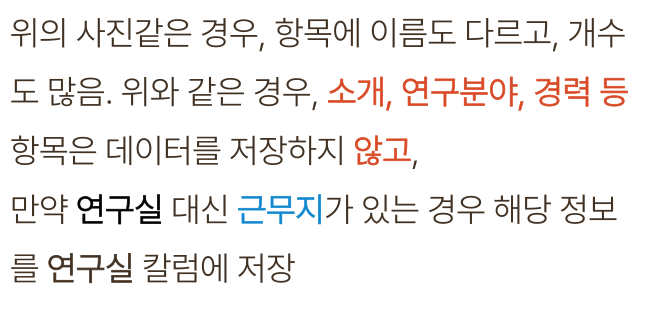 위의 사진같은 경우, 항목에 이름도 다르고, 개수
도 많음. 위와 같은 경우, 소개, 연구분야, 경력 등
항목은 데이터를 저장하지 않고,
만약 연구실 대신 근무지가 있는 경우 해당 정보
를 연구실 칼럼에 저장